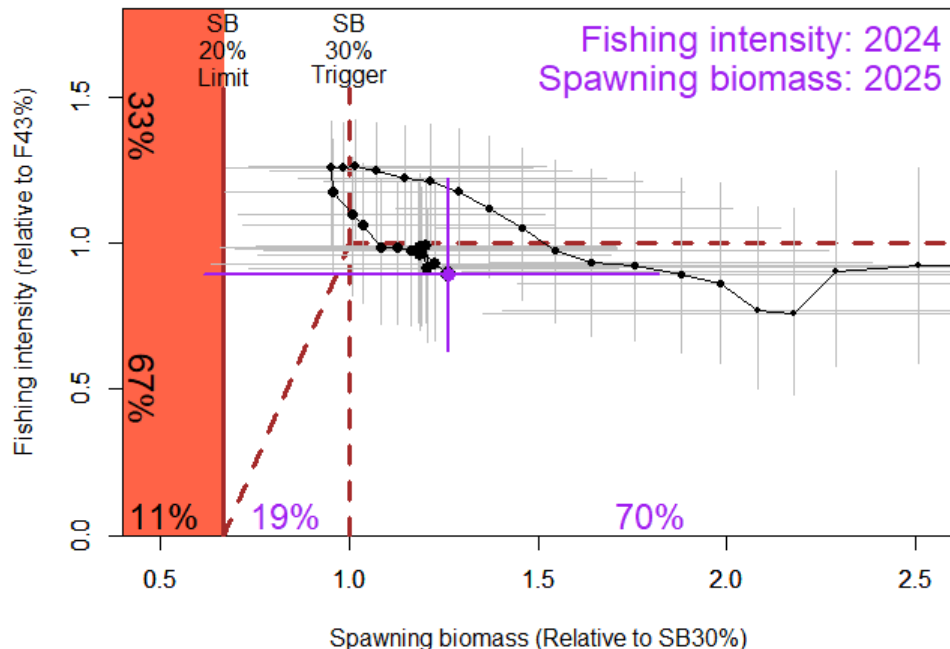 SB
20%
Limit
SB
30%
Trigger
Fishing intensity: 2024
Spawning biomass: 2025
Fishing intensity (relative to F43%)
1.5
1.0
0.5
0.0
33%
67%
11%
19%
70%
0.5
1.0
1.5
2.0
2.5
Spawning biomass (Relative to SB30%)